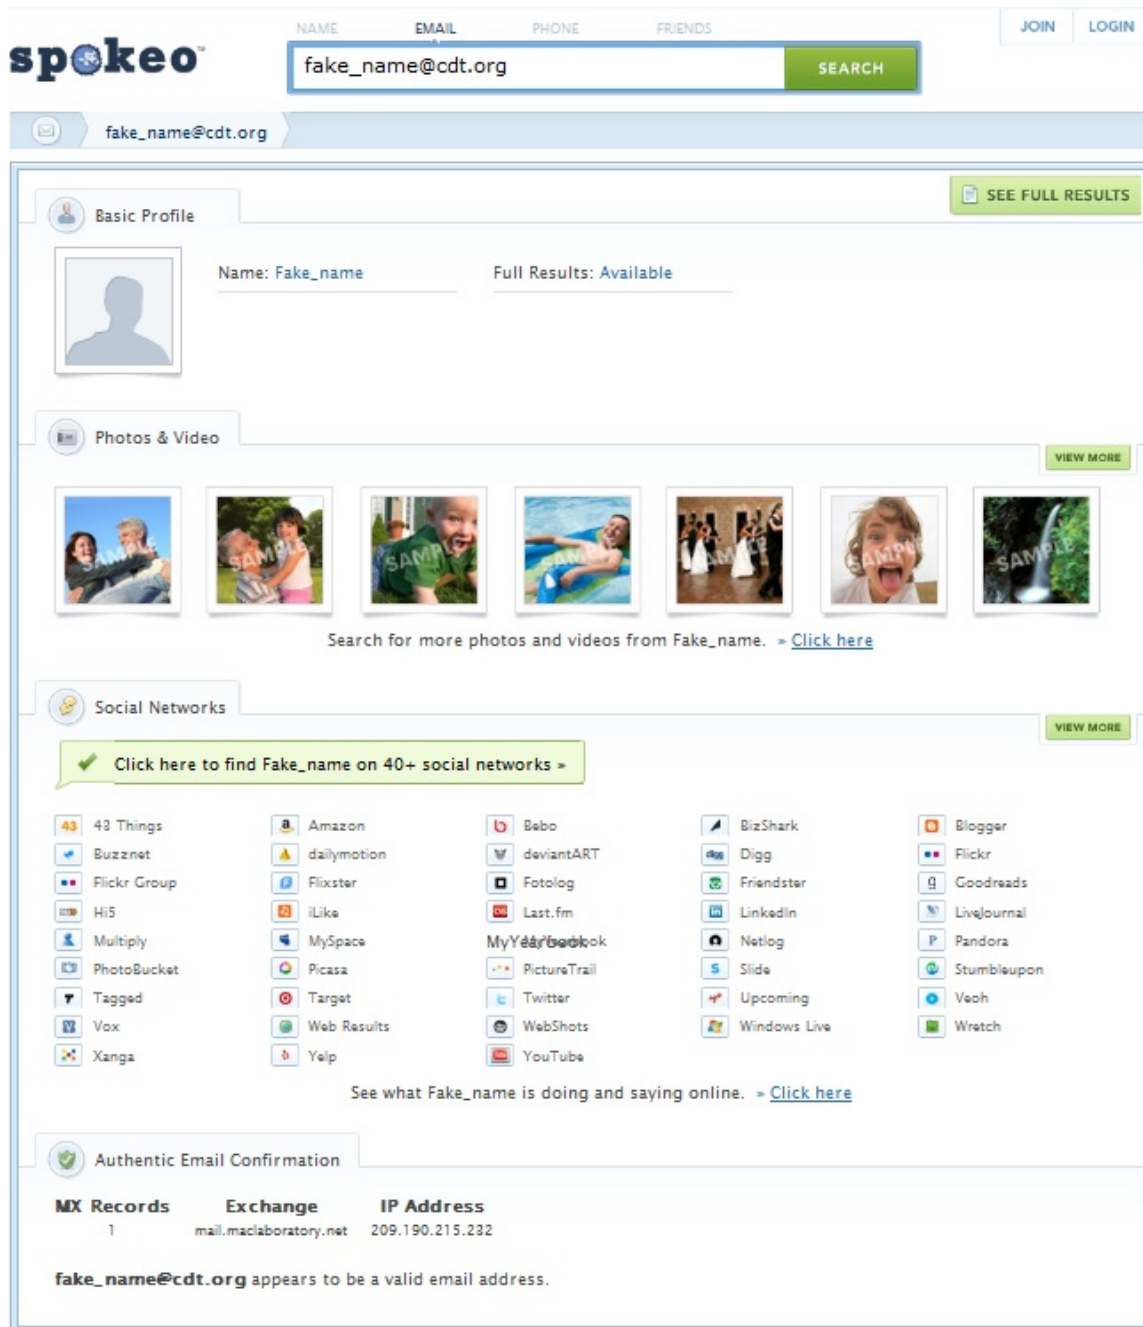 NAME EMAIL PHONE FRIENDS
JOIN LOGIN
spokeo™
fake_name@cdt.org
SEARCH
fake_name@cdt.org
SEE FULL RESULTS
Basic Profile
Name: Fake_name Full Results: Available
Photos & Video
VIEW MORE
SAMPLE SAMPLE SAMPLE SAMPLE SAMPLE SAMPLE SAMPLE
Search for more photos and videos from Fake_name. » Click here
Social Networks
VIEW MORE
Click here to find Fake_name on 40+ social networks »
43 43 Things a Amazon b Bebo BizShark Blogger
Buzznet dailymotion deviantART digg Digg Flickr
Flickr Group Flixster Fotolog Friendster g Goodreads
Hi5 iLike Last.fm in LinkedIn LiveJournal
Multiply MySpace MyYearbook Netlog P Pandora
PhotoBucket Picasa PictureTrail S Slide Stumbleupon
T Tagged Target t Twitter Upcoming Veoh
V Vox Web Results WebShots Windows Live Wretch
Xanga Yelp YouTube
See what Fake_name is doing and saying online. » Click here
Authentic Email Confirmation
MX Records Exchange IP Address
1 mail.maclaboratory.net 209.190.215.232
fake_name@cdt.org appears to be a valid email address.